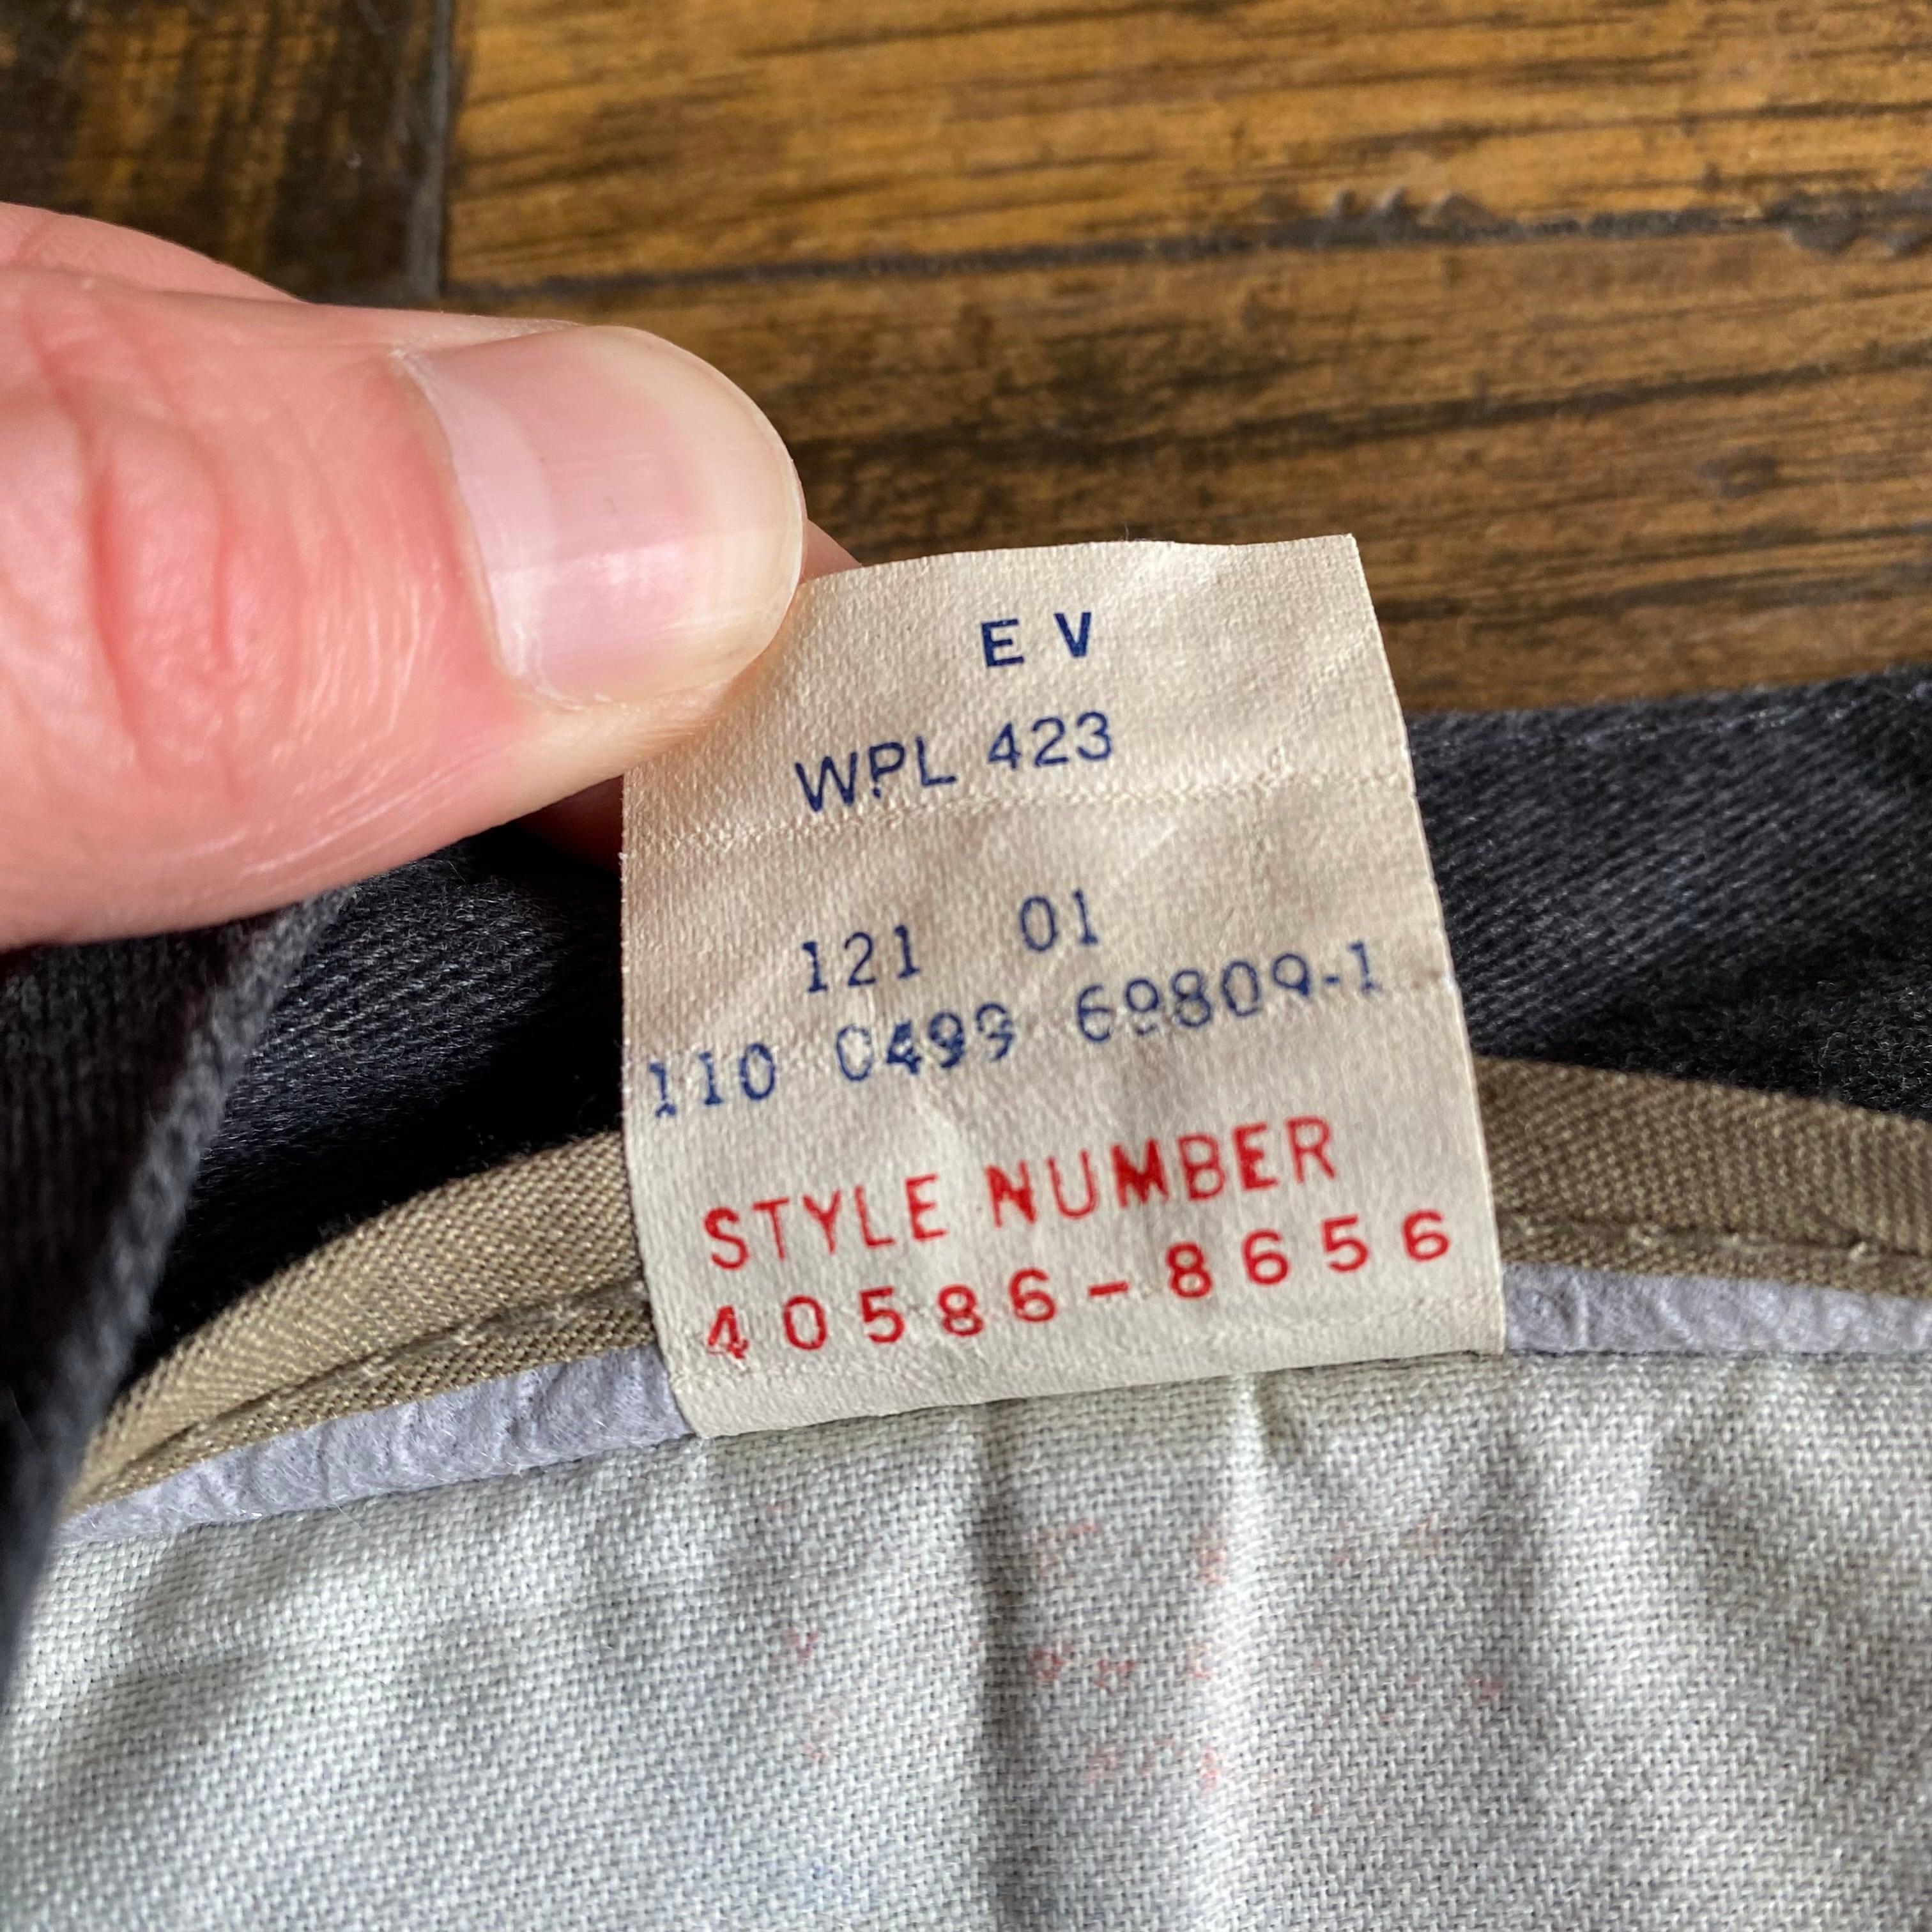 E V
WPL 423
121 01
110 0499 69809-1
STYLE NUMBER
40586-8656